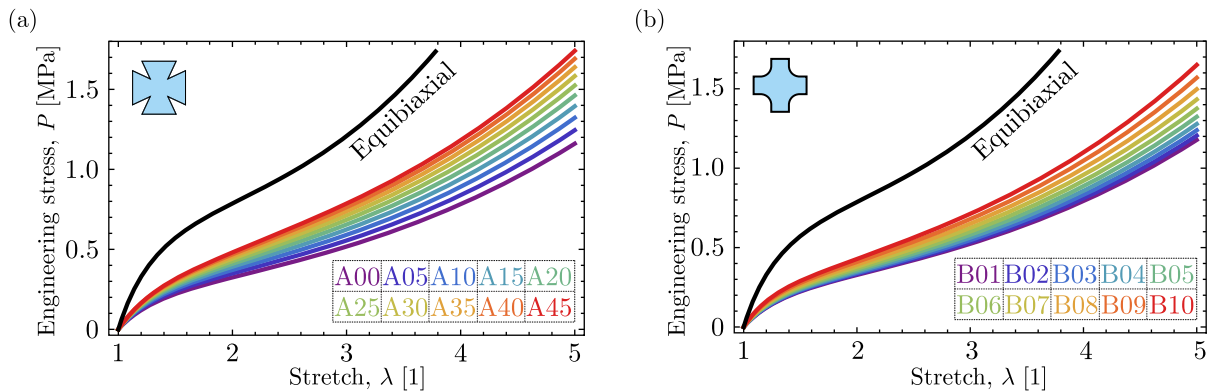 (a)
Engineering stress, P [MPa]
1.5
1.0
0.5
0
Equibiaxial
A00 A05 A10 A15 A20
A25 A30 A35 A40 A45
1 2 3 4 5
Stretch, λ [1]
(b)
Engineering stress, P [MPa]
1.5
1.0
0.5
0
Equibiaxial
B01 B02 B03 B04 B05
B06 B07 B08 B09 B10
1 2 3 4 5
Stretch, λ [1]